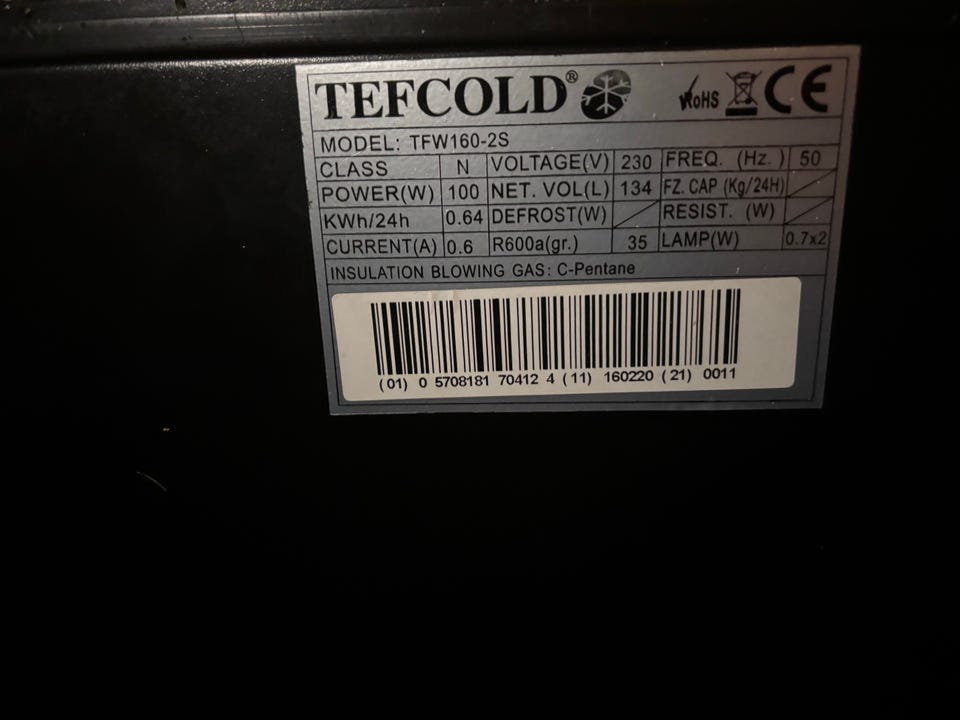 TEFCOLD® RoHS CE
MODEL: TFW160-2S
CLASS N VOLTAGE(V) 230 FREQ. (Hz.) 50
POWER(W) 100 NET. VOL(L) 134 FZ. CAP (Kg/24H)
KWh/24h 0.64 DEFROST(W) RESIST. (W)
CURRENT(A) 0.6 R600a(gr.) 35 LAMP(W) 0.7x2
INSULATION BLOWING GAS: C-Pentane
(01) 0 5708181 70412 4 (11) 160220 (21) 0011